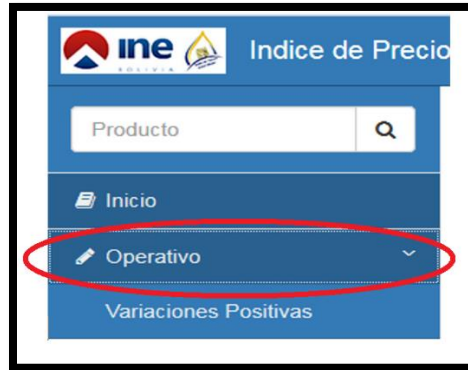 ine
BOLIVIA
Indice de Precio
Producto
Inicio
Operativo
Variaciones Positivas